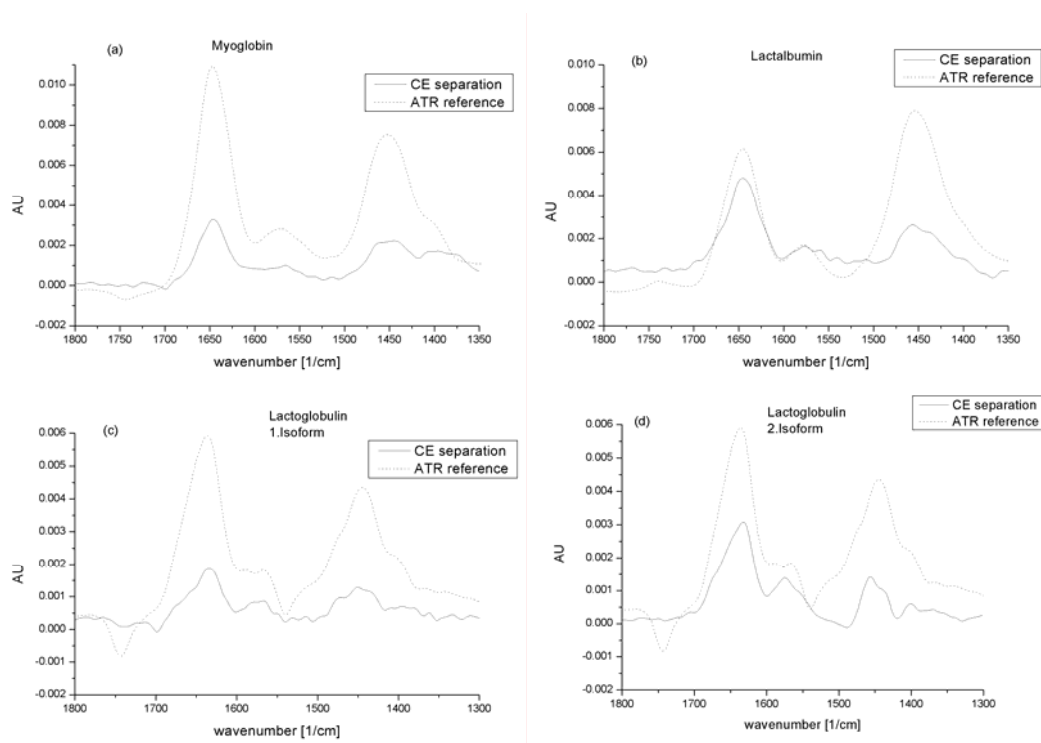 (a)
Myoglobin
CE separation
ATR reference
0.010
0.008
0.006
0.004
0.002
0.000
-0.002
AU
1800 1750 1700 1650 1600 1550 1500 1450 1400 1350
wavenumber [1/cm]
(b)
Lactalbumin
CE separation
ATR reference
0.010
0.008
0.006
0.004
0.002
0.000
-0.002
AU
1800 1750 1700 1650 1600 1550 1500 1450 1400 1350
wavenumber [1/cm]
(c)
Lactoglobulin
1.Isoform
CE separation
ATR reference
0.006
0.005
0.004
0.003
0.002
0.001
0.000
-0.001
-0.002
AU
1800 1700 1600 1500 1400 1300
wavenumber [1/cm]
(d)
Lactoglobulin
2.Isoform
CE separation
ATR reference
0.006
0.005
0.004
0.003
0.002
0.001
0.000
-0.001
-0.002
AU
1800 1700 1600 1500 1400 1300
wavenumber [1/cm]